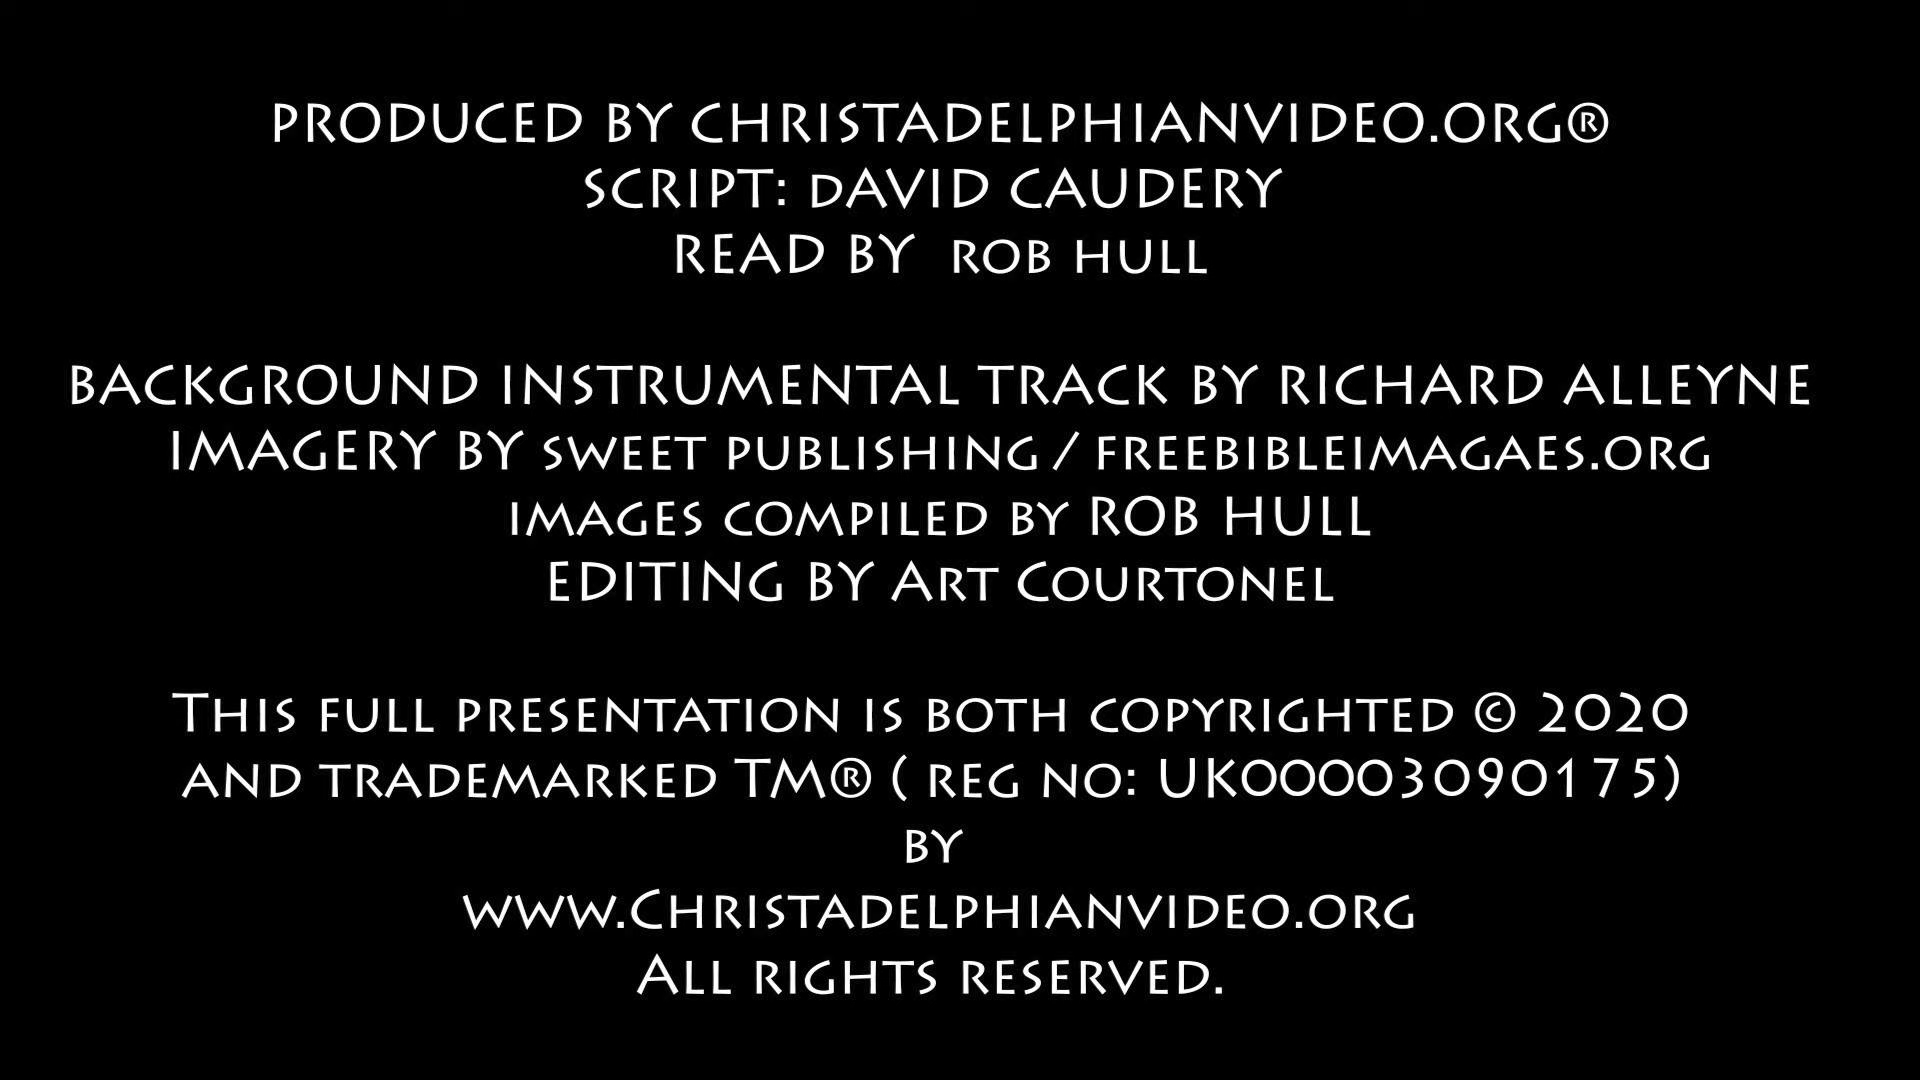 PRODUCED BY CHRISTADELPHIANVIDEO.ORG®
SCRIPT: dAVID CAUDERY
READ BY rob hull
BACKGROUND INSTRUMENTAL TRACK BY RICHARD ALLEYNE
IMAGERY BY sweet publishing / freebibleimagaes.org
images compiled by ROB HULL
EDITING BY Art Courtonel
This full presentation is both copyrighted © 2020
and trademarked TM® ( reg no: UK00003090175)
by
www.Christadelphianvideo.org
All rights reserved.